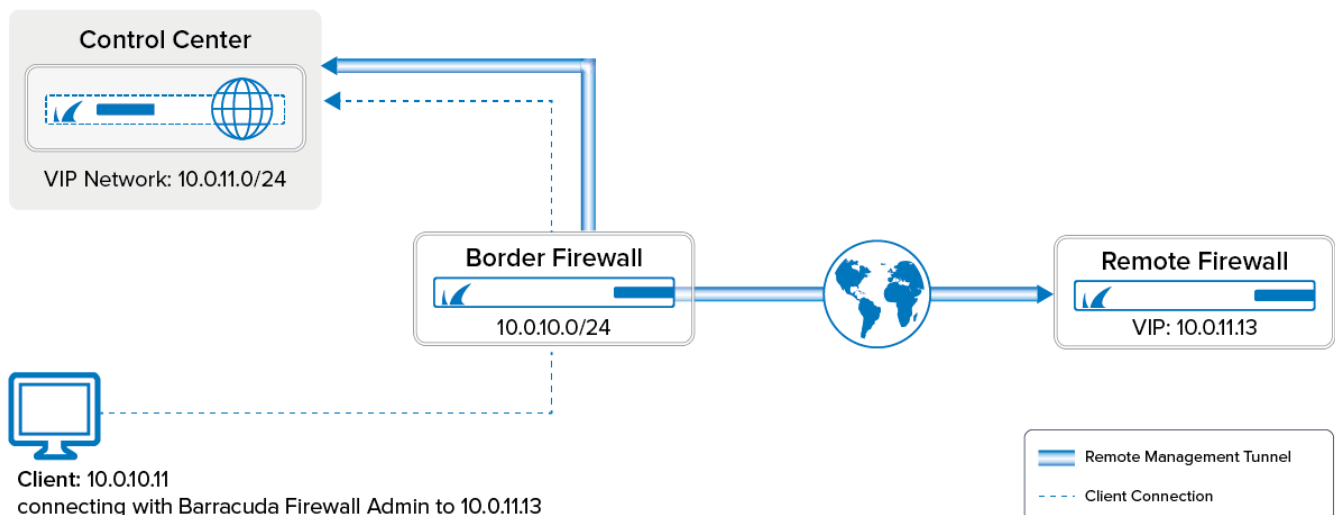 Control Center
VIP Network: 10.0.11.0/24
Border Firewall
10.0.10.0/24
Remote Firewall
VIP: 10.0.11.13
Client: 10.0.10.11
connecting with Barracuda Firewall Admin to 10.0.11.13
Remote Management Tunnel
Client Connection